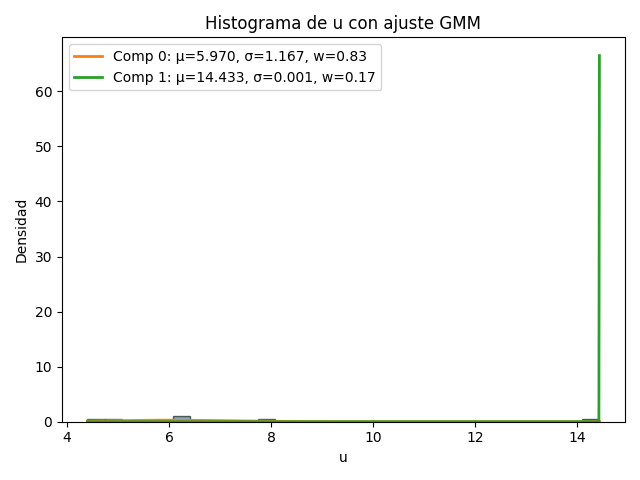 Histograma de u con ajuste GMM
Comp 0: μ=5.970, σ=1.167, w=0.83
Comp 1: μ=14.433, σ=0.001, w=0.17
Densidad
60
50
40
30
20
10
0
4 6 8 10 12 14
u